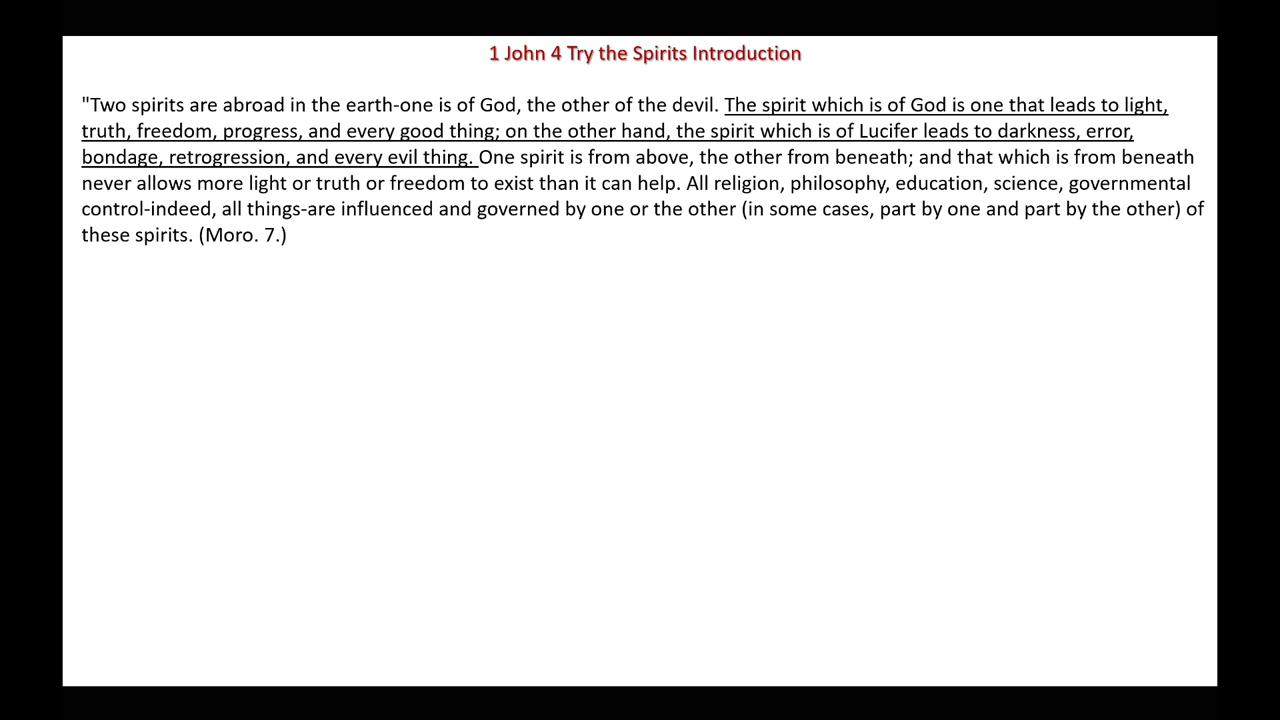 1 John 4 Try the Spirits Introduction
"Two spirits are abroad in the earth-one is of God, the other of the devil. The spirit which is of God is one that leads to light,
truth, freedom, progress, and every good thing; on the other hand, the spirit which is of Lucifer leads to darkness, error,
bondage, retrogression, and every evil thing. One spirit is from above, the other from beneath; and that which is from beneath
never allows more light or truth or freedom to exist than it can help. All religion, philosophy, education, science, governmental
control-indeed, all things-are influenced and governed by one or the other (in some cases, part by one and part by the other) of
these spirits. (Moro. 7.)